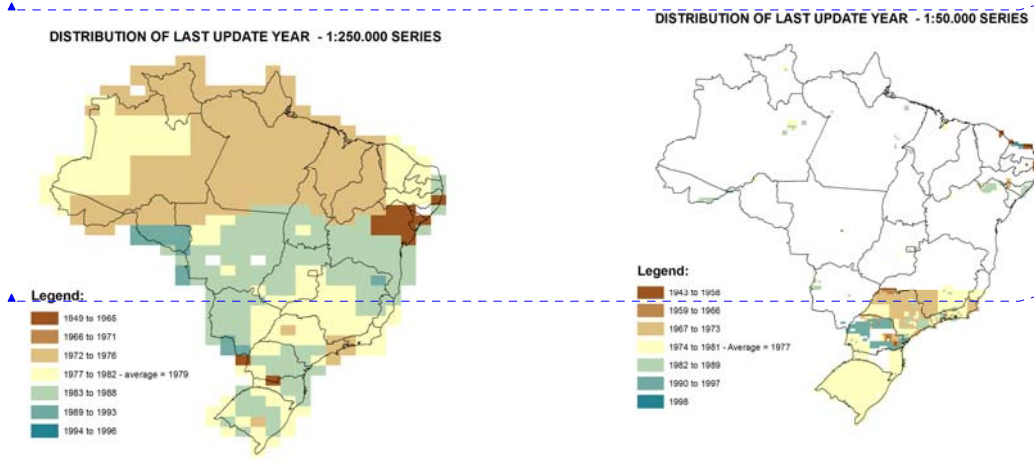 DISTRIBUTION OF LAST UPDATE YEAR - 1:250.000 SERIES
Legend:
1949 to 1965
1966 to 1971
1972 to 1976
1977 to 1982 - average = 1979
1983 to 1988
1989 to 1993
1994 to 1996
DISTRIBUTION OF LAST UPDATE YEAR - 1:50.000 SERIES
Legend:
1943 to 1958
1959 to 1966
1967 to 1973
1974 to 1981 - Average = 1977
1982 to 1989
1990 to 1997
1998